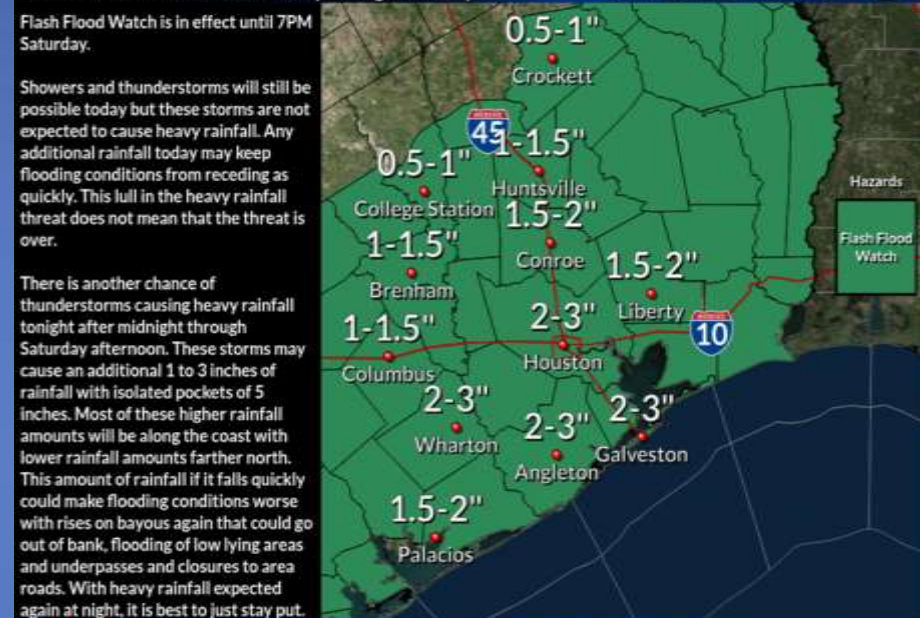 Flash Flood Watch is in effect until 7PM
Saturday.
Showers and thunderstorms will still be
possible today but these storms are not
expected to cause heavy rainfall. Any
additional rainfall today may keep
flooding conditions from receding as
quickly. This lull in the heavy rainfall
threat does not mean that the threat is
over.
There is another chance of
thunderstorms causing heavy rainfall
tonight after midnight through
Saturday afternoon. These storms may
cause an additional 1 to 3 inches of
rainfall with isolated pockets of 5
inches. Most of these higher rainfall
amounts will be along the coast with
lower rainfall amounts farther north.
This amount of rainfall if it falls quickly
could make flooding conditions worse
with rises on bayous again that could go
out of bank, flooding of low lying areas
and underpasses and closures to area
roads. With heavy rainfall expected
again at night, it is best to just stay put.
0.5-1"
Crockett
45
1-1.5"
Huntsville
0.5-1"
College Station
1.5-2"
Conroe
1-1.5"
Brenham
1.5-2"
Liberty
10
1-1.5"
Columbus
2-3"
Houston
2-3"
Wharton
2-3"
Angleton
2-3"
Galveston
1.5-2"
Palacios
Hazards
Flash Flood
Watch